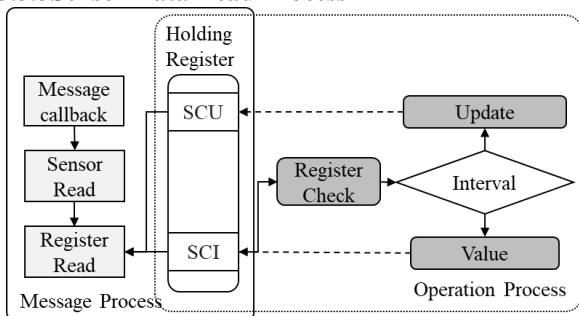 Holding
Register
Message
callback
SCU
Update
Sensor
Read
Register
Check
Interval
Register
Read
SCI
Value
Message Process
Operation Process